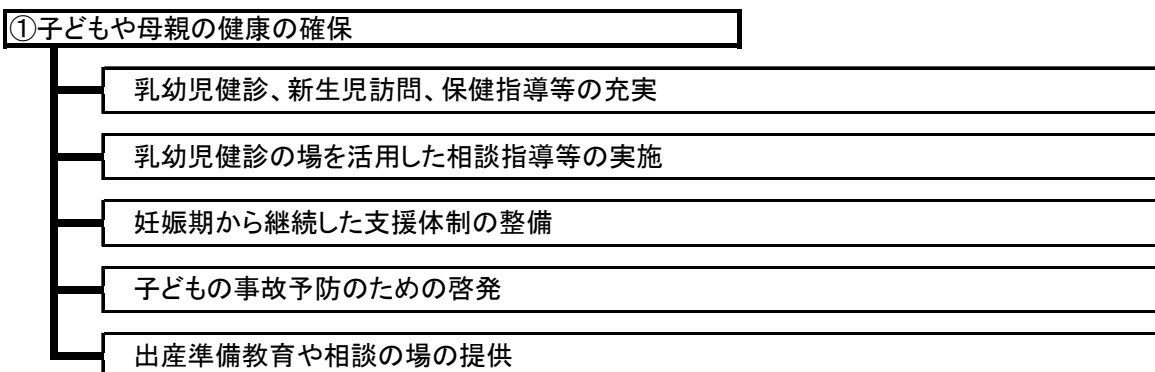 ①子どもや母親の健康の確保
乳幼児健診、新生児訪問、保健指導等の充実
乳幼児健診の場を活用した相談指導等の実施
妊娠期から継続した支援体制の整備
子どもの事故予防のための啓発
出産準備教育や相談の場の提供